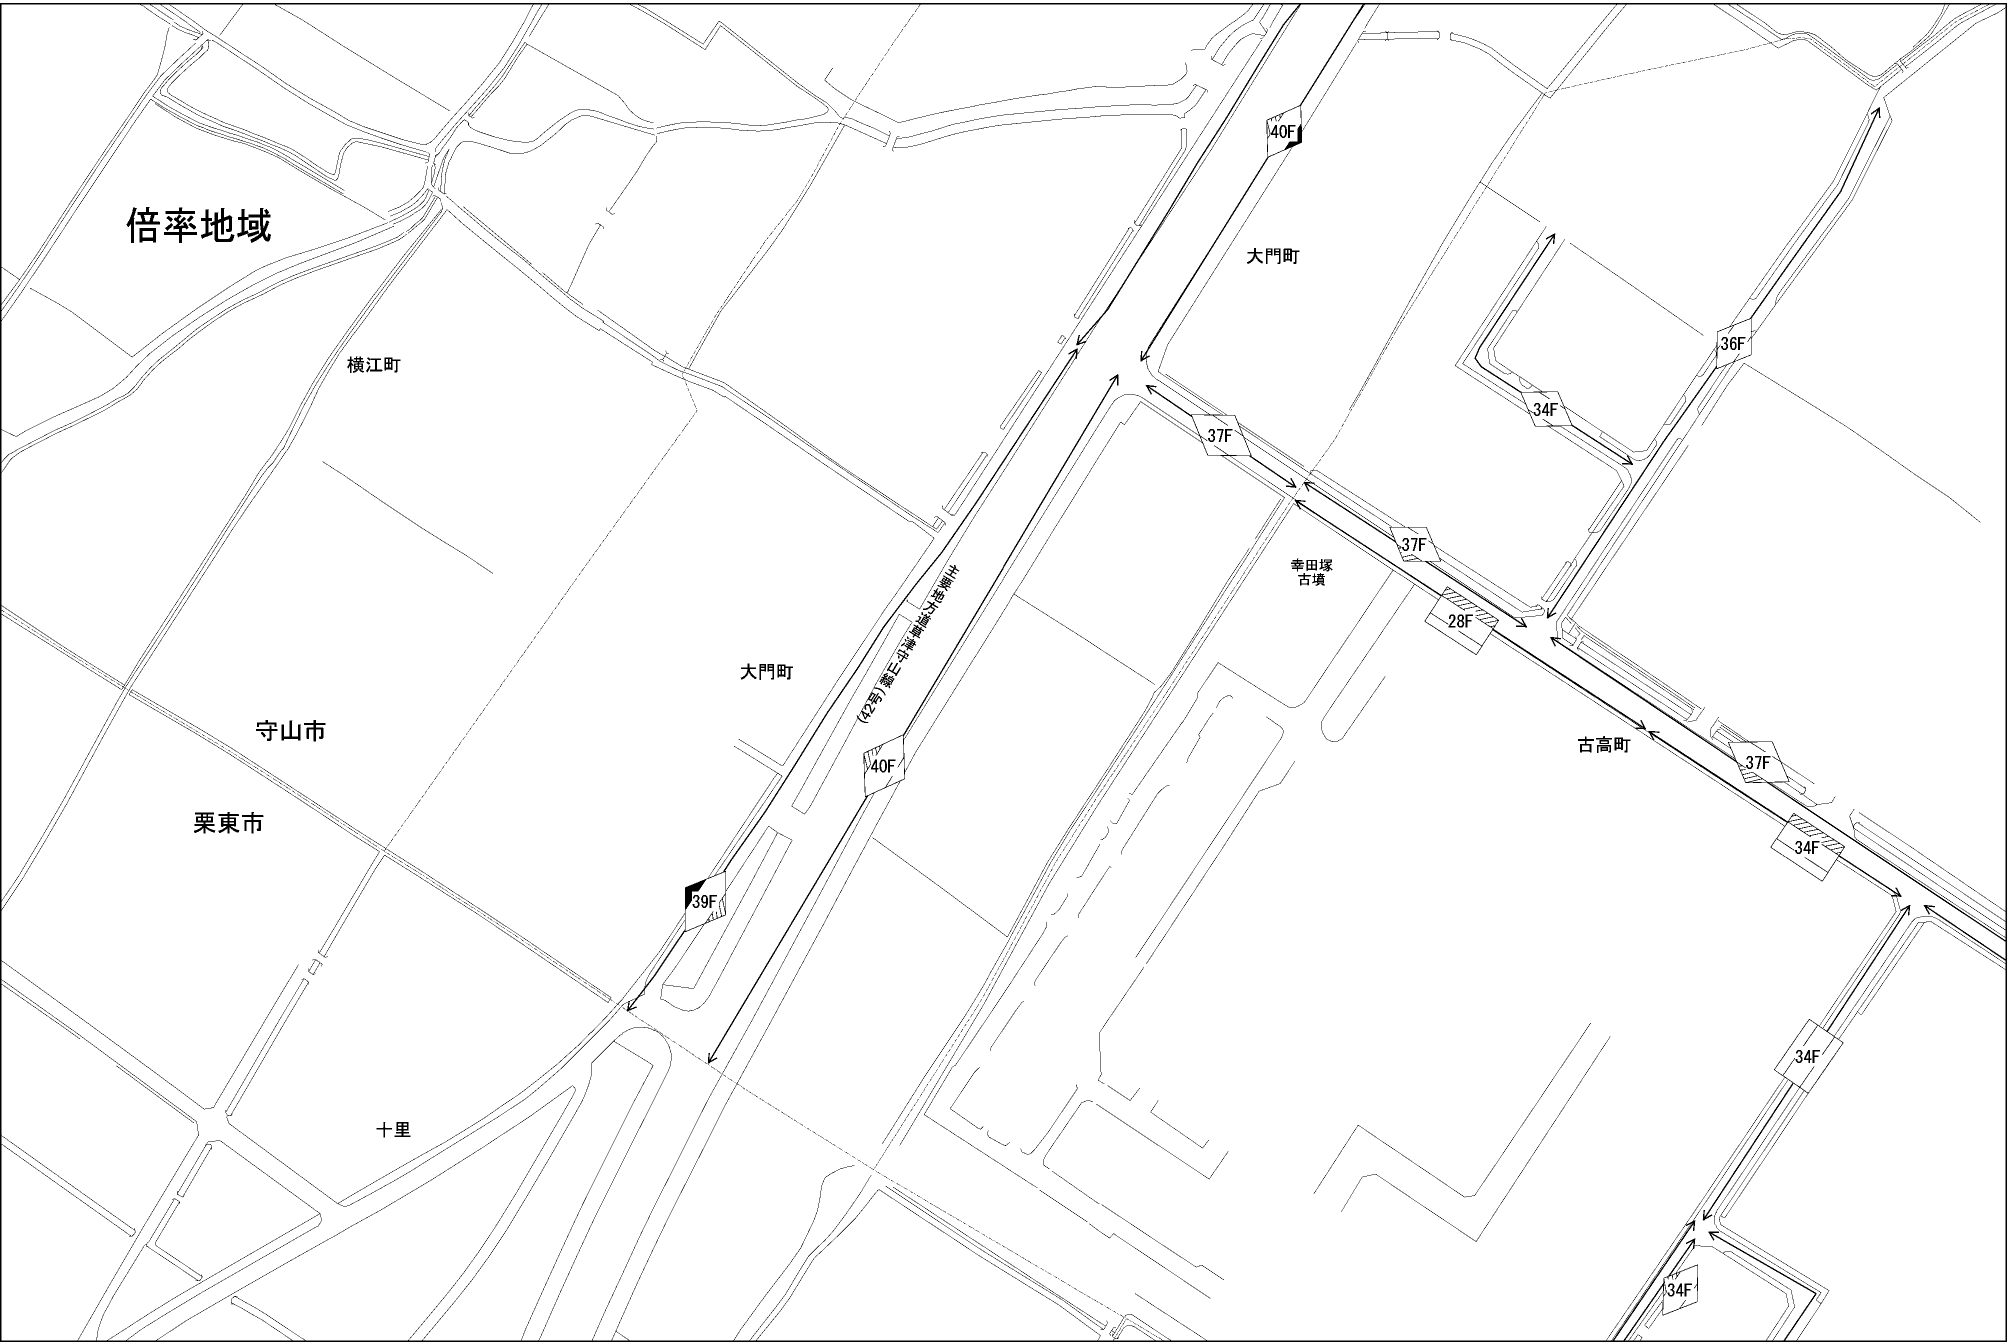 40F
倍率地域
大門町
36F
横江町
34F
37F
37F
幸田塚
古墳
28F
主要地方道草津守山線
(42号)
大門町
守山市
古高町
40F
37F
栗東市
34F
39F
34F
十里
34F